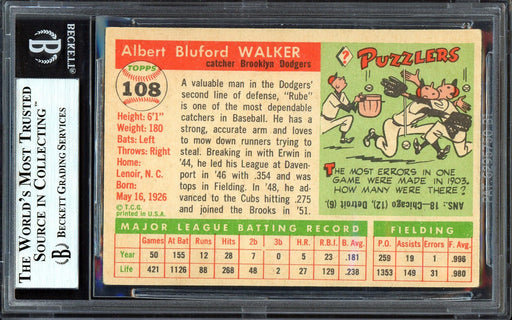 BECKETT
THE WORLD'S MOST TRUSTED
SOURCE IN COLLECTING™
BECKETT GRADING SERVICES
Albert Bluford WALKER
catcher Brooklyn Dodgers
TOPPS
108
Height: 6'1"
Weight: 180
Bats: Left
Throws: Right
Home:
Lenoir, N. C.
Born:
May 16, 1926
© T.C.G.
printed in U.S.A.
A valuable man in the Dodgers'
second line of defense, "Rube"
is one of the most dependable
catchers in Baseball. He has a
strong, accurate arm and loves
to mow down runners trying to
steal. Breaking in with Erwin in
'44, he led his League at Daven-
port in '46 with .354 and was
tops in Fielding. In '48, he ad-
vanced to the Cubs hitting .275
and joined the Brooks in '51.
? PUZZLERS
THE MOST ERRORS IN ONE
GAME WERE MADE IN 1903.
HOW MANY WERE THERE?
ANS.: 18-Chicago (12), Detroit (6)
MAJOR LEAGUE BATTING RECORD FIELDING
Games At Bat Runs Hits 2b 3b H.R. R.B.I. B. Avg. P.O. Assists Errors F. Avg.
Year 50 155 12 28 7 0 5 23 .181 259 19 1 .996
Life 421 1126 88 268 48 2 27 129 .238 1353 149 31 .980